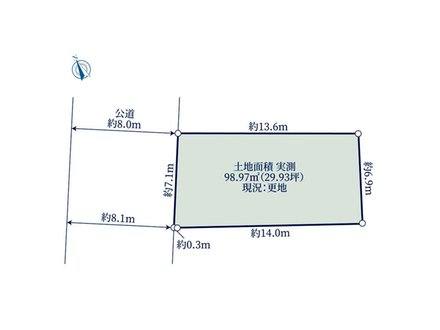 公道
約8.0m
約13.6m
土地面積 実測
98.97㎡(29.93坪)
現況:更地
約7.1m
約6.9m
約8.1m
約14.0m
約0.3m